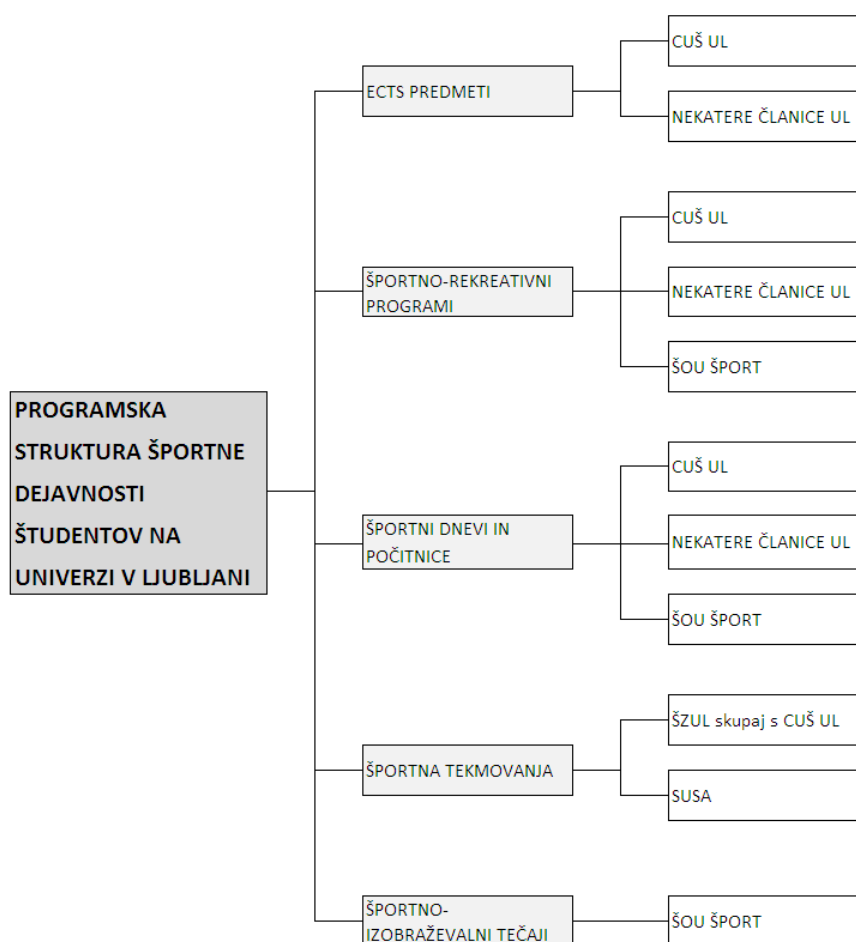 PROGRAMSKA
STRUKTURA ŠPORTNE
DEJAVNOSTI
ŠTUDENTOV NA
UNIVERZI V LJUBLJANI
ECTS PREDMETI
CUŠ UL
NEKATERE ČLANICE UL
ŠPORTNO-REKREATIVNI
PROGRAMI
CUŠ UL
NEKATERE ČLANICE UL
ŠOU ŠPORT
ŠPORTNI DNEVI IN
POČITNICE
CUŠ UL
NEKATERE ČLANICE UL
ŠOU ŠPORT
ŠPORTNA TEKMOVANJA
ŠZUL skupaj s CUŠ UL
SUSA
ŠPORTNO-
IZOBRAŽEVALNI TEČAJI
ŠOU ŠPORT